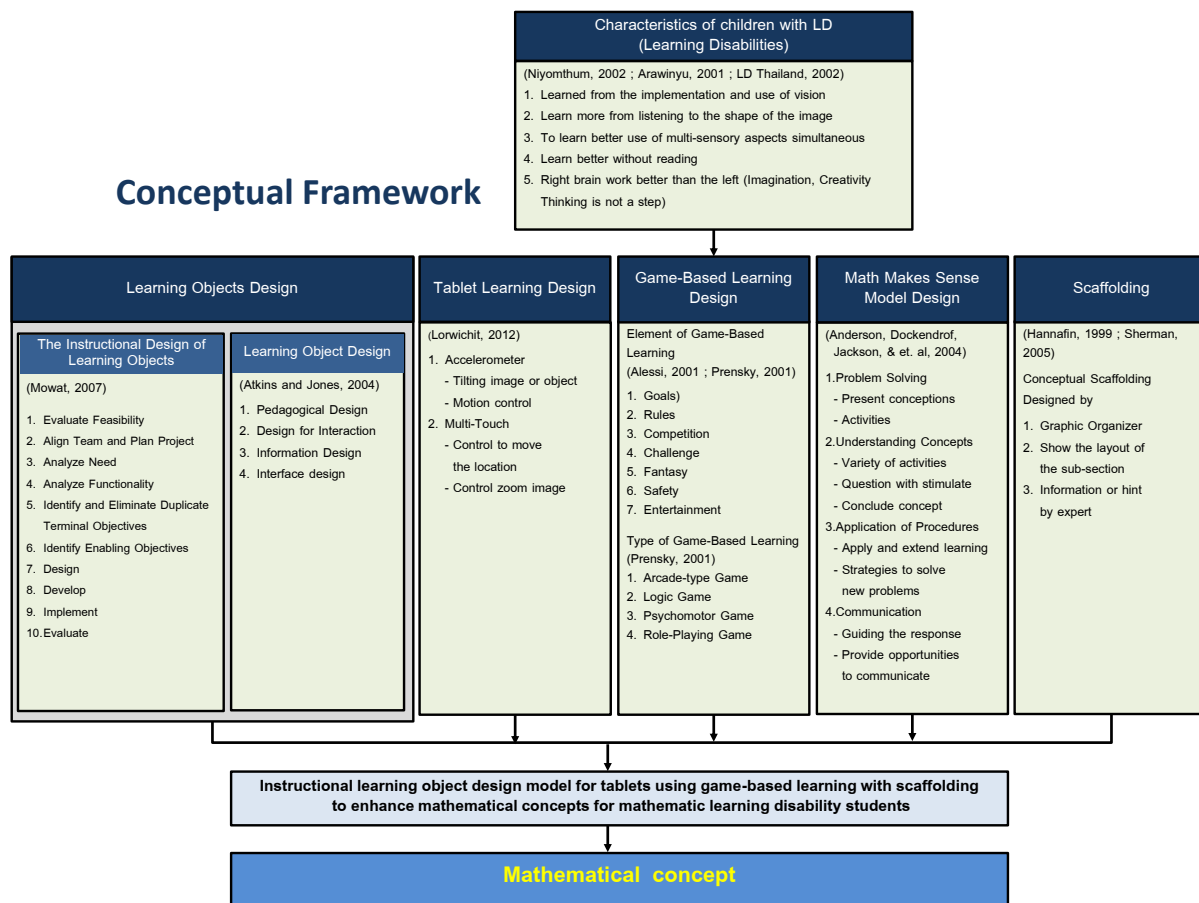 Characteristics of children with LD
(Learning Disabilities)
(Niyomthum, 2002 ; Arawinyu, 2001 ; LD Thailand, 2002)
1. Learned from the implementation and use of vision
2. Learn more from listening to the shape of the image
3. To learn better use of multi-sensory aspects simultaneous
4. Learn better without reading
5. Right brain work better than the left (Imagination, Creativity
Thinking is not a step)
Conceptual Framework
Learning Objects Design
The Instructional Design of
Learning Objects
(Mowat, 2007)
1. Evaluate Feasibility
2. Align Team and Plan Project
3. Analyze Need
4. Analyze Functionality
5. Identify and Eliminate Duplicate
Terminal Objectives
6. Identify Enabling Objectives
7. Design
8. Develop
9. Implement
10.Evaluate
Learning Object Design
(Atkins and Jones, 2004)
1. Pedagogical Design
2. Design for Interaction
3. Information Design
4. Interface design
Tablet Learning Design
(Lorwichit, 2012)
1. Accelerometer
- Tilting image or object
- Motion control
2. Multi-Touch
- Control to move
the location
- Control zoom image
Game-Based Learning
Design
Element of Game-Based
Learning
(Alessi, 2001 ; Prensky, 2001)
1. Goals)
2. Rules
3. Competition
4. Challenge
5. Fantasy
6. Safety
7. Entertainment
Type of Game-Based Learning
(Prensky, 2001)
1. Arcade-type Game
2. Logic Game
3. Psychomotor Game
4. Role-Playing Game
Math Makes Sense
Model Design
(Anderson, Dockendrof,
Jackson, & et. al, 2004)
1.Problem Solving
- Present conceptions
- Activities
2.Understanding Concepts
- Variety of activities
- Question with stimulate
- Conclude concept
3.Application of Procedures
- Apply and extend learning
- Strategies to solve
new problems
4.Communication
- Guiding the response
- Provide opportunities
to communicate
Scaffolding
(Hannafin, 1999 ; Sherman,
2005)
Conceptual Scaffolding
Designed by
1. Graphic Organizer
2. Show the layout of
the sub-section
3. Information or hint
by expert
Instructional learning object design model for tablets using game-based learning with scaffolding
to enhance mathematical concepts for mathematic learning disability students
Mathematical concept